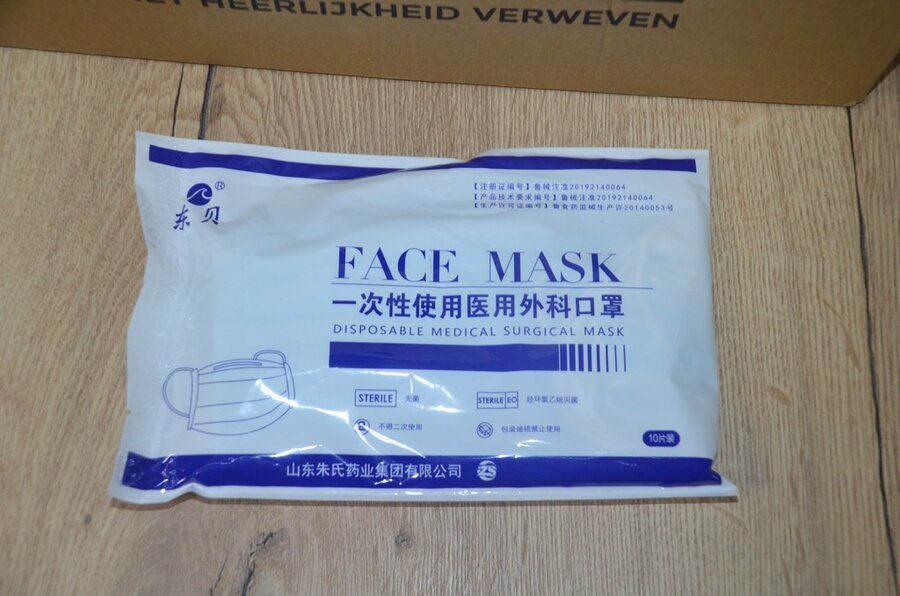 HEERLIJKHEID VERWEVEN
东贝®
【注册证编号】鲁械注准20192140064
【产品技术要求编号】鲁械注准20192140064
【生产许可证编号】鲁食药监械生产许20140053号
FACE MASK
一次性使用医用外科口罩
DISPOSABLE MEDICAL SURGICAL MASK
STERILE 无菌
STERILE EO 经环氧乙烷灭菌
不得二次使用
包装破损禁止使用
10片装
山东朱氏药业集团有限公司 ZS